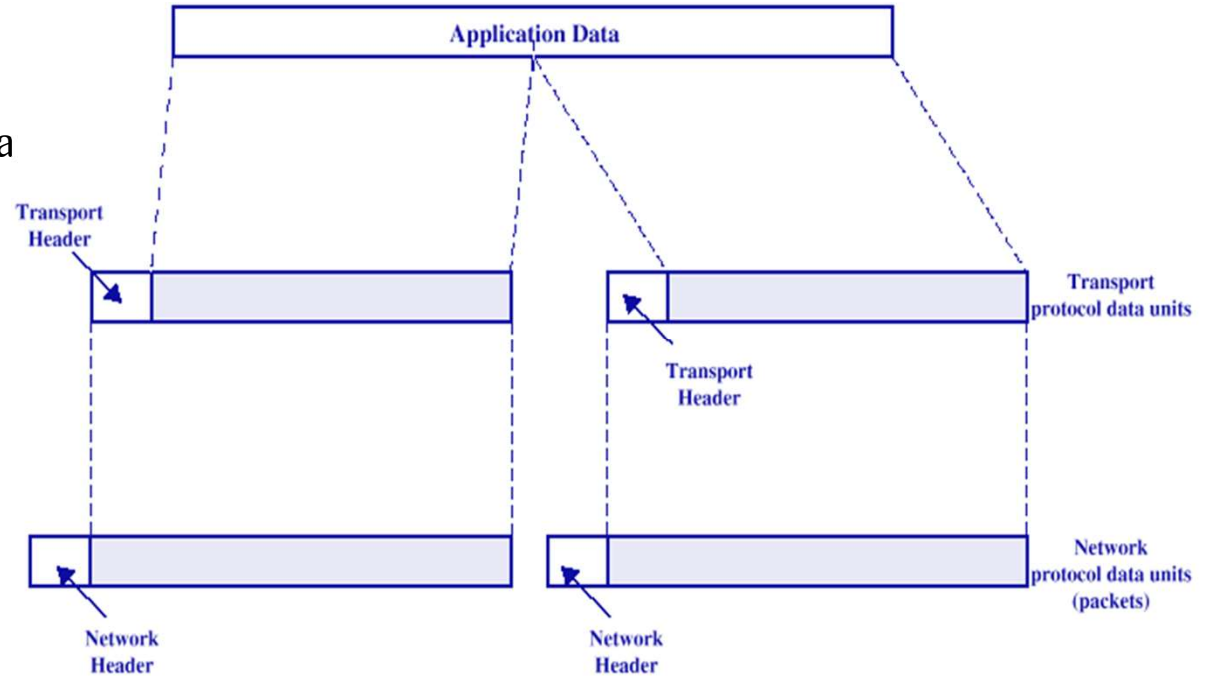 Application Data
a
Transport
Header
Transport
protocol data units
Transport
Header
Network
protocol data units
(packets)
Network
Header
Network
Header